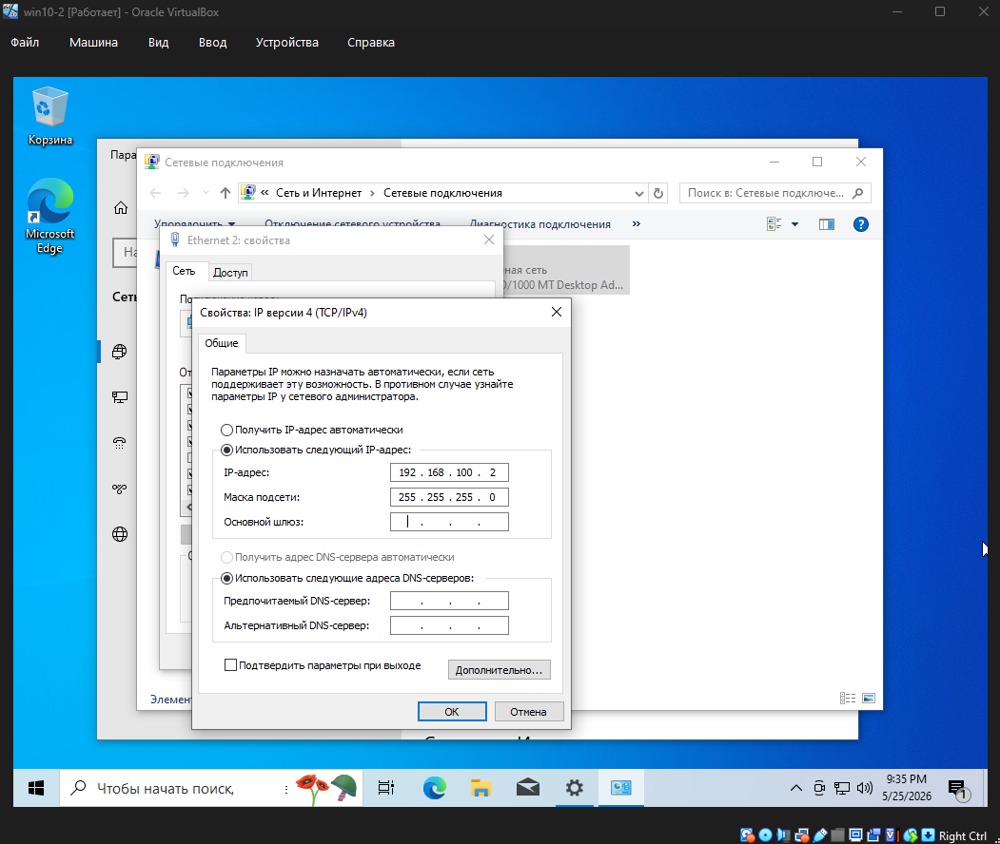 win10-2 [Работает] - Oracle VirtualBox
Файл Машина Вид Ввод Устройства Справка
Корзина
Microsoft
Edge
Пара
Сетевые подключения
« Сеть и Интернет › Сетевые подключения
Поиск в: Сетевые подключе...
Упорядочить Отключение сетевого устройства Диагностика подключения »
Ethernet 2: свойства
На
ная сеть
0/1000 MT Desktop Ad...
Сеть Доступ
Сеть
Свойства: IP версии 4 (TCP/IPv4)
Общие
Параметры IP можно назначать автоматически, если сеть
поддерживает эту возможность. В противном случае узнайте
параметры IP у сетевого администратора.
От
Получить IP-адрес автоматически
Использовать следующий IP-адрес:
IP-адрес: 192 . 168 . 100 . 2
Маска подсети: 255 . 255 . 255 . 0
Основной шлюз: . . .
Получить адрес DNS-сервера автоматически
Использовать следующие адреса DNS-серверов:
Предпочитаемый DNS-сервер: . . .
Альтернативный DNS-сервер: . . .
Подтвердить параметры при выходе
Дополнительно...
Элемент
ОК Отмена
Чтобы начать поиск,
9:35 PM
5/25/2026
1
Right Ctrl